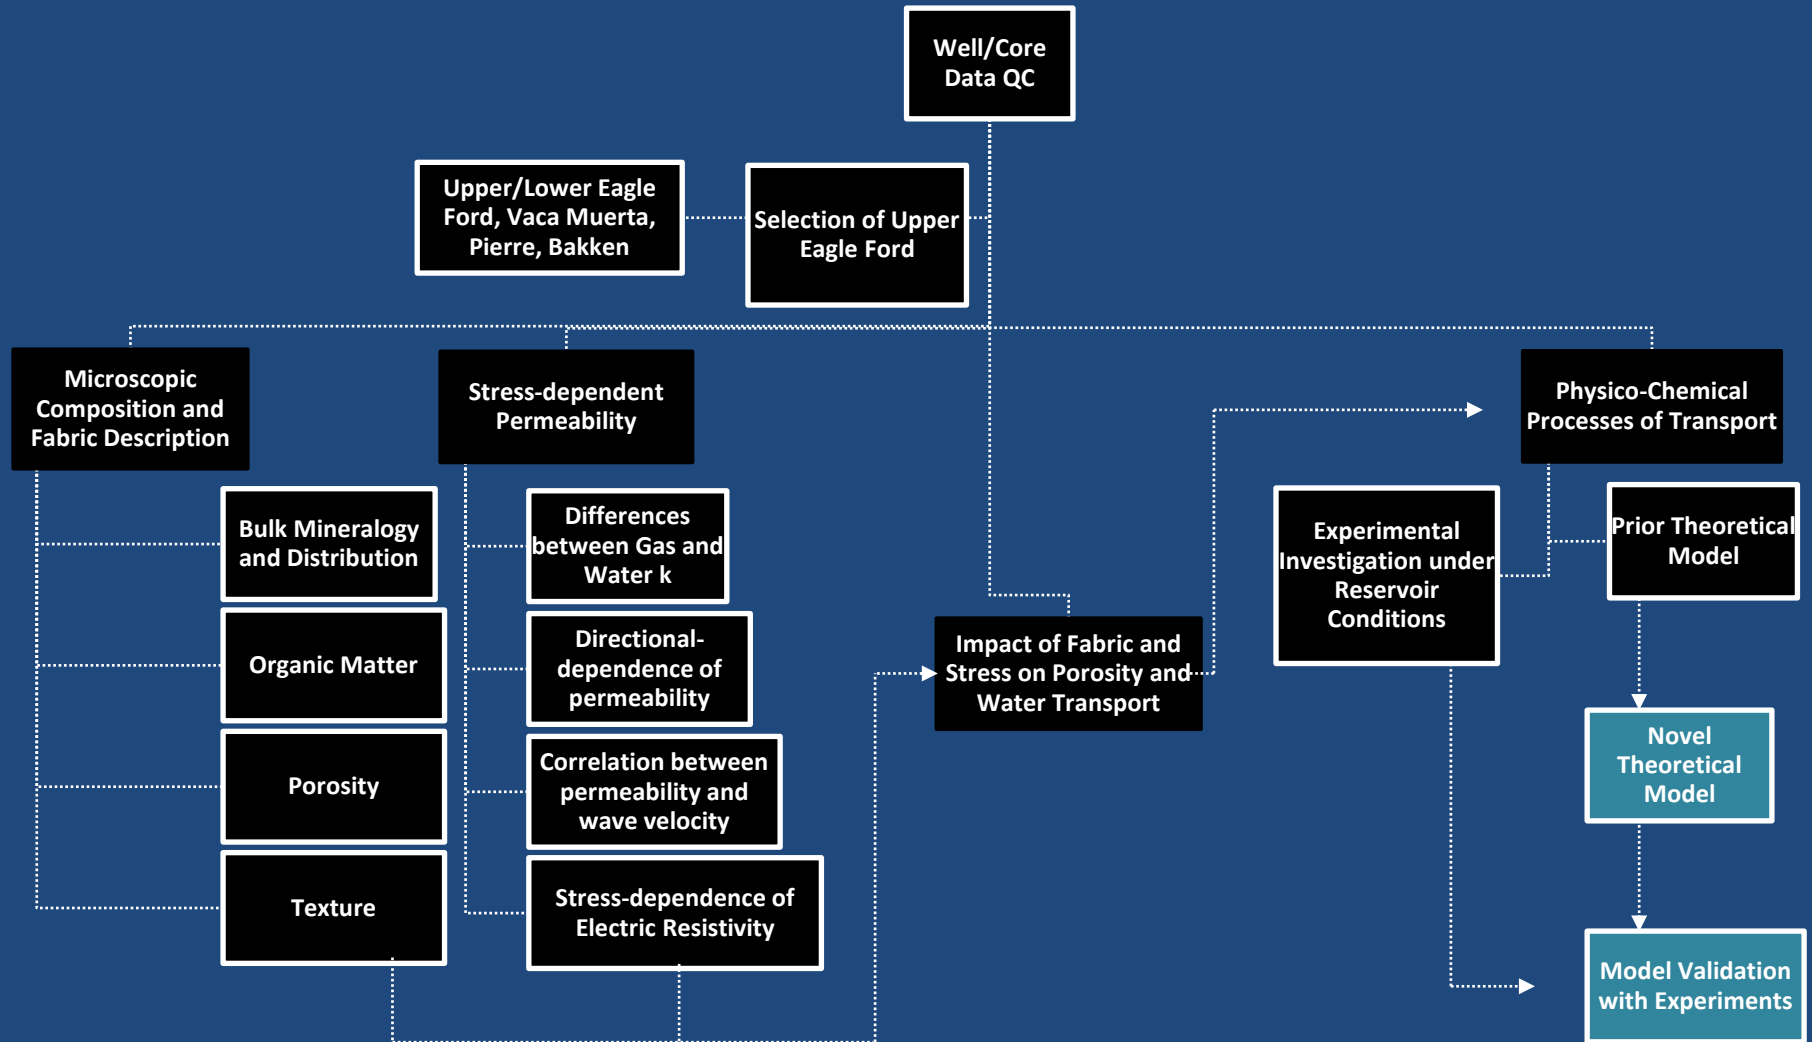 Well/Core
Data QC
Upper/Lower Eagle
Ford, Vaca Muerta,
Pierre, Bakken
Selection of Upper
Eagle Ford
Microscopic
Composition and
Fabric Description
Stress-dependent
Permeability
Physico-Chemical
Processes of Transport
Bulk Mineralogy
and Distribution
Organic Matter
Porosity
Texture
Differences
between Gas and
Water k
Directional-
dependence of
permeability
Correlation between
permeability and
wave velocity
Stress-dependence of
Electric Resistivity
Impact of Fabric and
Stress on Porosity and
Water Transport
Experimental
Investigation under
Reservoir
Conditions
Prior Theoretical
Model
Novel
Theoretical
Model
Model Validation
with Experiments